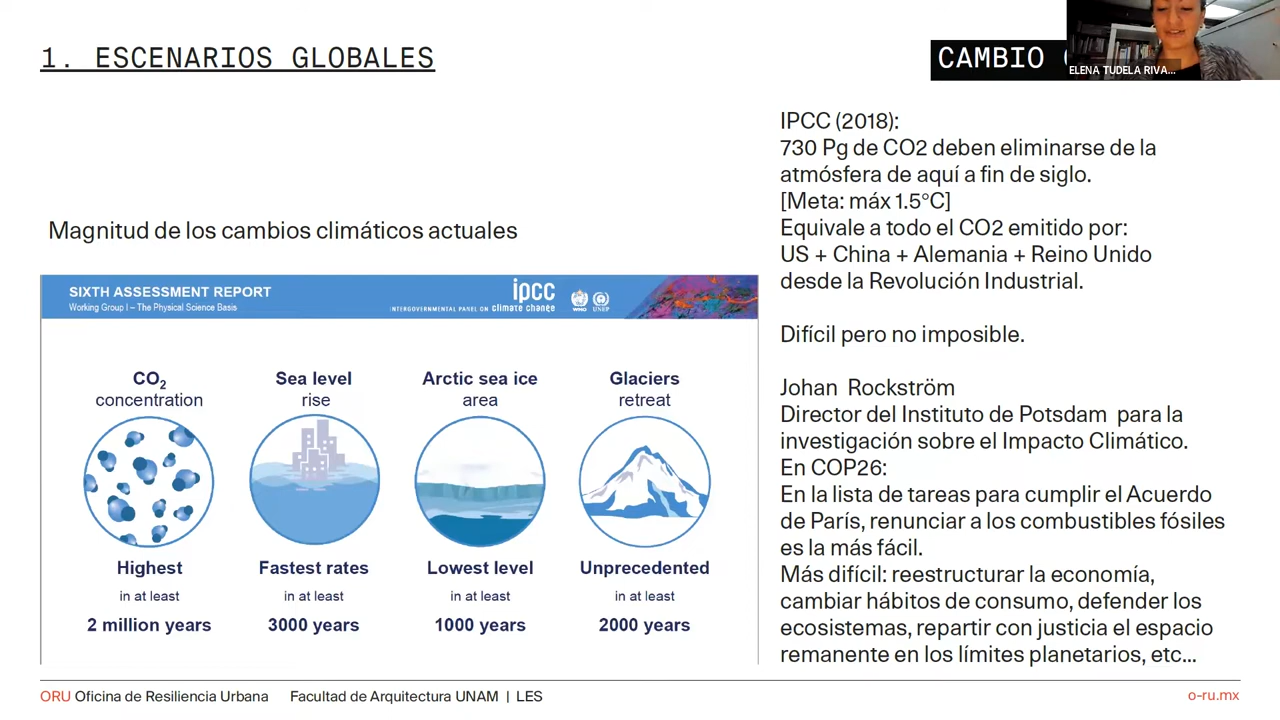 1. ESCENARIOS GLOBALES
CAMBIO
ELENA TUDELA RIVA...
Magnitud de los cambios climáticos actuales
SIXTH ASSESSMENT REPORT
Working Group I – The Physical Science Basis
ipcc
INTERGOVERNMENTAL PANEL ON climate change
WMO
UNEP
CO2
concentration
Highest
in at least
2 million years
Sea level
rise
Fastest rates
in at least
3000 years
Arctic sea ice
area
Lowest level
in at least
1000 years
Glaciers
retreat
Unprecedented
in at least
2000 years
IPCC (2018):
730 Pg de CO2 deben eliminarse de la
atmósfera de aquí a fin de siglo.
[Meta: máx 1.5°C]
Equivale a todo el CO2 emitido por:
US + China + Alemania + Reino Unido
desde la Revolución Industrial.
Difícil pero no imposible.
Johan Rockström
Director del Instituto de Potsdam para la
investigación sobre el Impacto Climático.
En COP26:
En la lista de tareas para cumplir el Acuerdo
de París, renunciar a los combustibles fósiles
es la más fácil.
Más difícil: reestructurar la economía,
cambiar hábitos de consumo, defender los
ecosistemas, repartir con justicia el espacio
remanente en los límites planetarios, etc...
ORU Oficina de Resiliencia Urbana Facultad de Arquitectura UNAM | LES
o-ru.mx